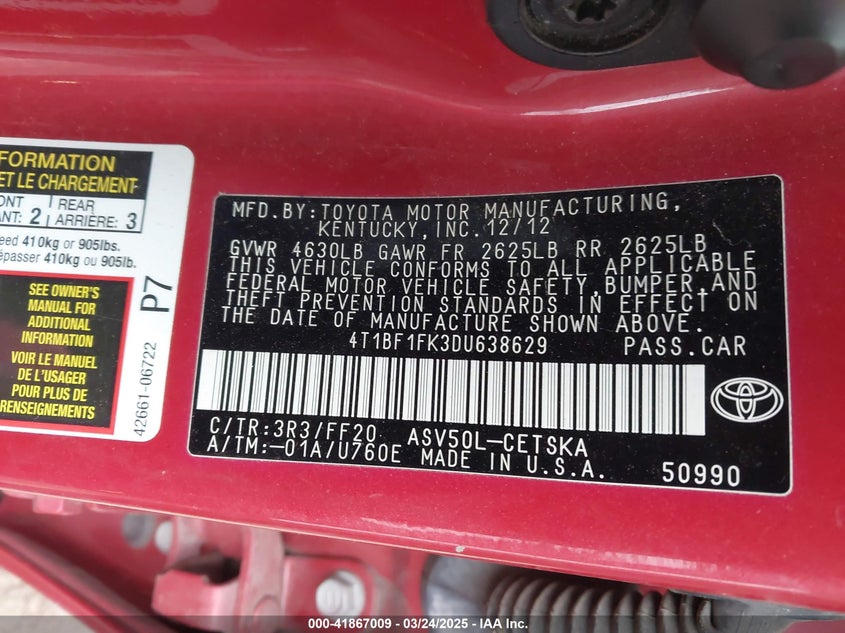 FORMATION
ET LE CHARGEMENT
ONT
ANT: 2
REAR
ARRIÈRE: 3
eed 410kg or 905lbs.
épasser 410kg ou 905lb.
SEE OWNER'S
MANUAL FOR
ADDITIONAL
INFORMATION
VOIR LE MANUEL
DE L'USAGER
POUR PLUS DE
RENSEIGNEMENTS
42661-06722 P7
MFD.BY:TOYOTA MOTOR MANUFACTURING,
KENTUCKY,INC.12/12
GVWR 4630LB GAWR FR 2625LB RR 2625LB
THIS VEHICLE CONFORMS TO ALL APPLICABLE
FEDERAL MOTOR VEHICLE SAFETY,BUMPER,AND
THEFT PREVENTION STANDARDS IN EFFECT ON
THE DATE OF MANUFACTURE SHOWN ABOVE.
4T1BF1FK3DU638629 PASS.CAR
C/TR:3R3/FF20 ASV50L-CETSKA
A/TM:-01A/U760E MADE IN U.S.A.
50990
000-41867009 - 03/24/2025 - IAA Inc.